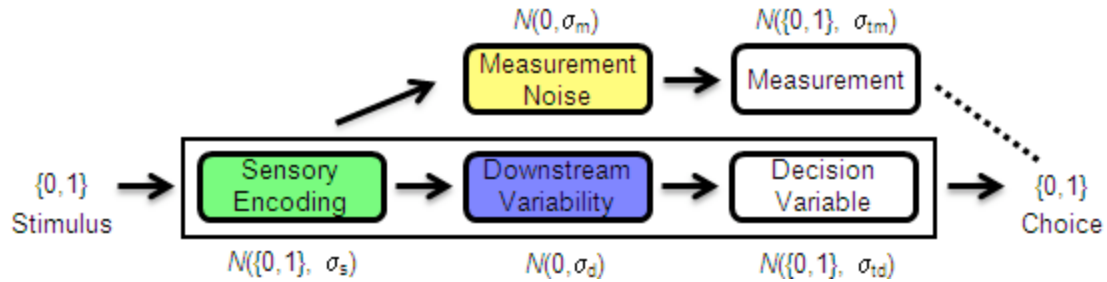 N(0,σm)
N({0,1}, σtm)
Measurement
Noise
Measurement
{0,1}
Stimulus
Sensory
Encoding
Downstream
Variability
Decision
Variable
{0,1}
Choice
N({0,1}, σs)
N(0,σd)
N({0,1}, σtd)